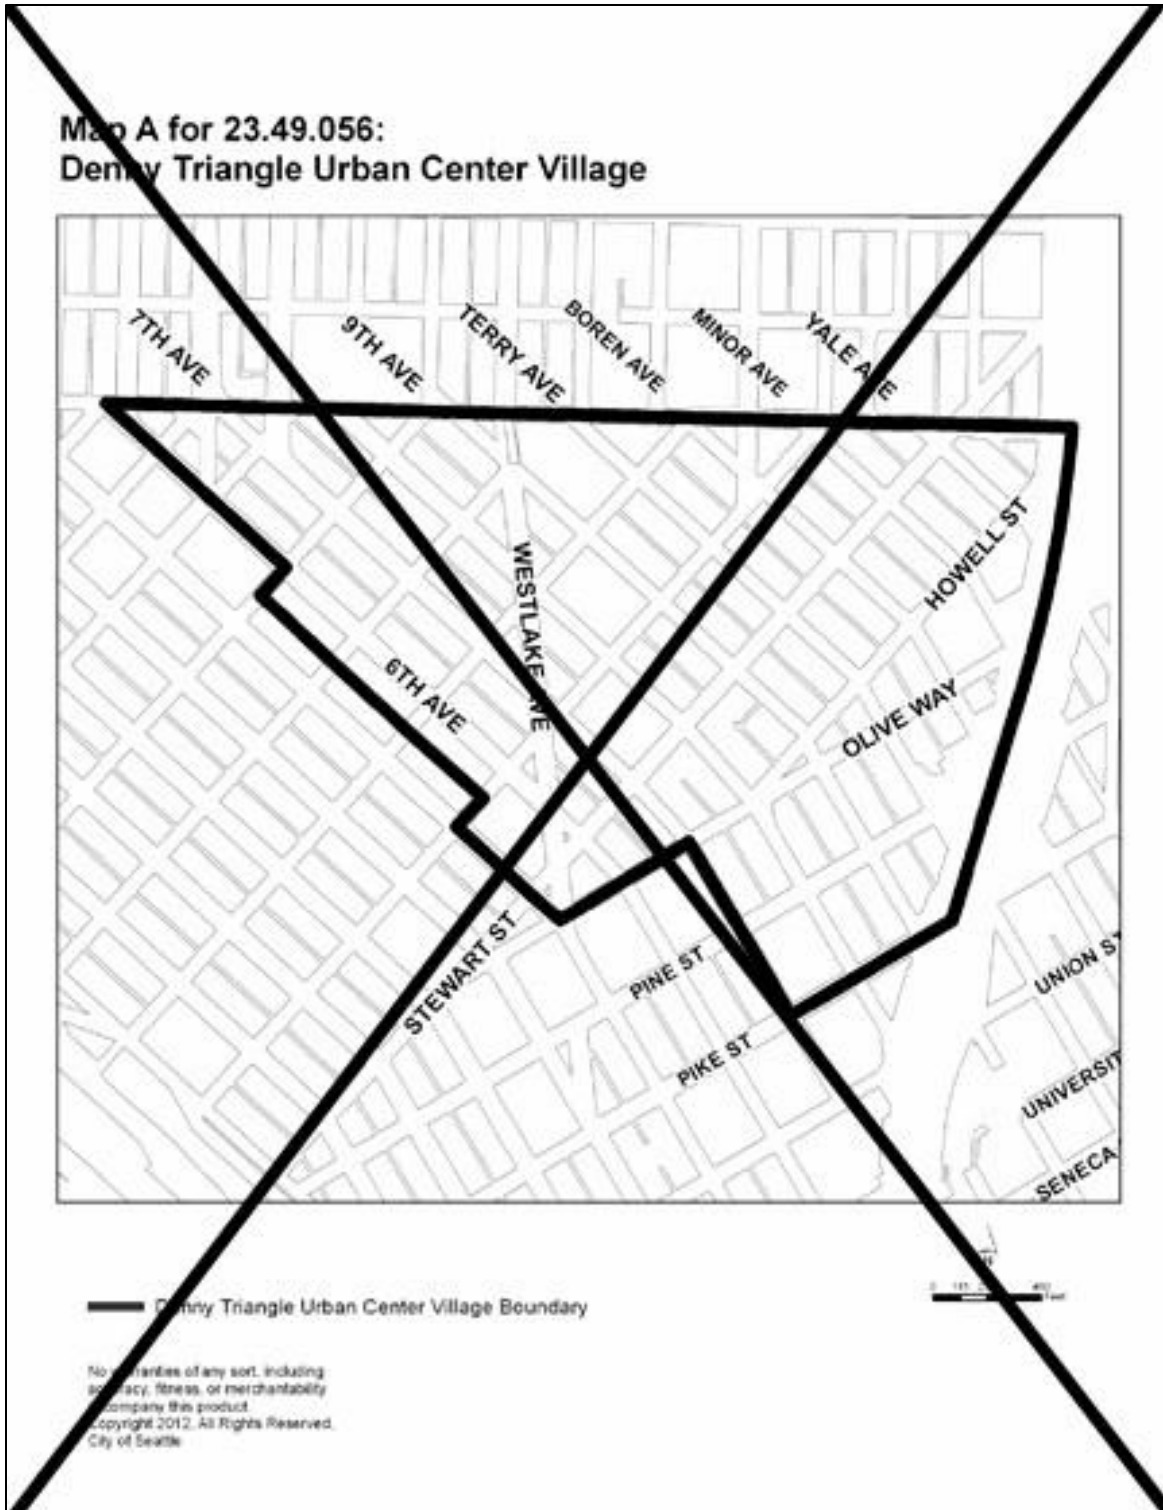 Map A for 23.49.056:
Denny Triangle Urban Center Village
7TH AVE
9TH AVE
TERRY AVE
BOREN AVE
MINOR AVE
YALE AVE
HOWELL ST
WESTLAKE AVE
6TH AVE
OLIVE WAY
STEWART ST
PINE ST
PIKE ST
UNION ST
UNIVERSIT
SENECA
Denny Triangle Urban Center Village Boundary
0
Feet
No warranties of any sort, including
accuracy, fitness, or merchantability
accompany this product.
Copyright 2012, All Rights Reserved,
City of Seattle